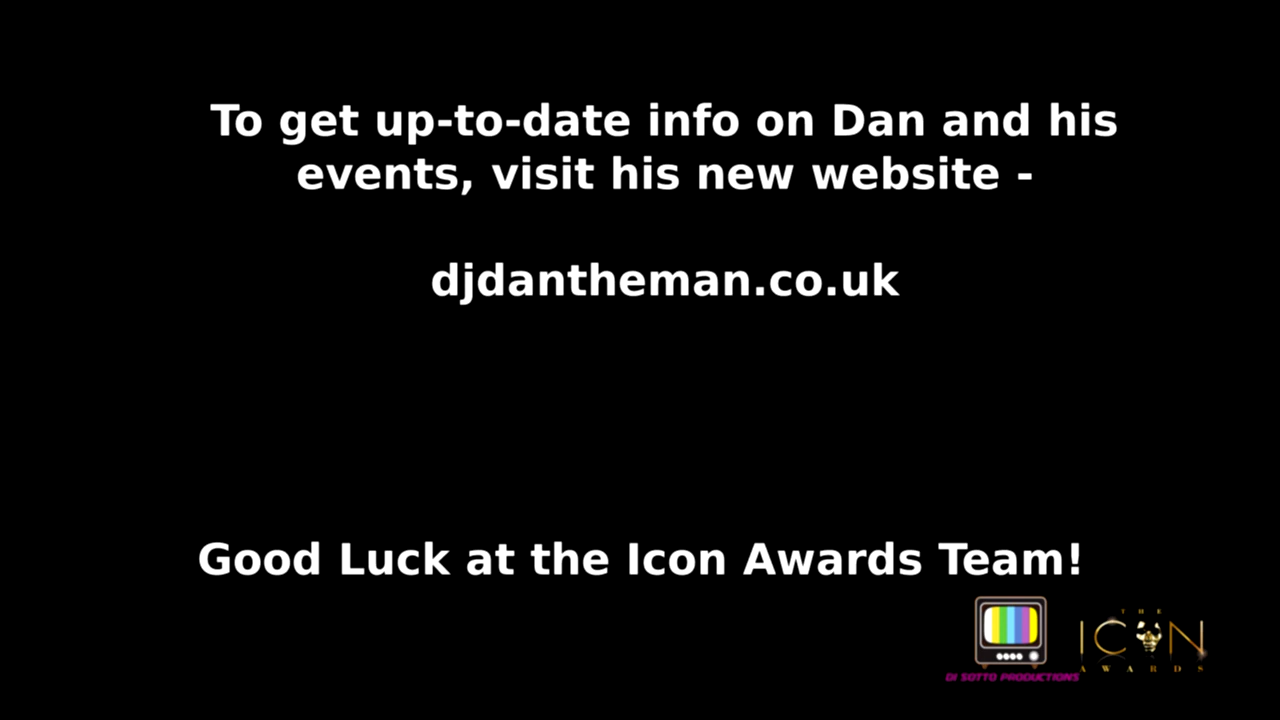 To get up-to-date info on Dan and his
events, visit his new website -
djdantheman.co.uk
Good Luck at the Icon Awards Team!
THE
ICON
AWARDS
DI SOTTO PRODUCTIONS